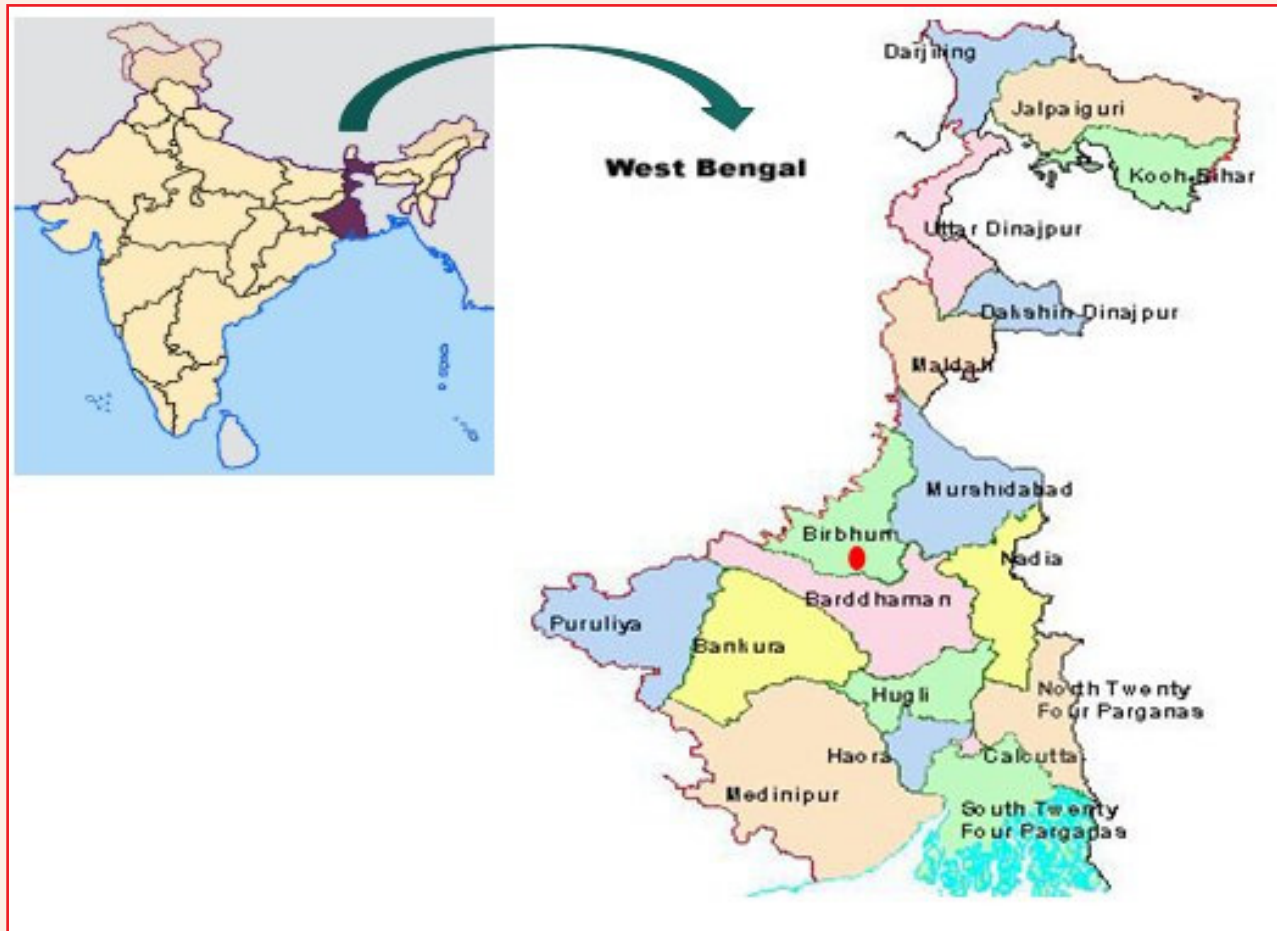 Darjiling
Jalpaiguri
West Bengal
Kooh-Bihar
Uttar Dinajpur
Dakshin Dinajpur
Maldah
Murshidabad
Birbhum
Nadia
Barddhaman
Puruliya
Bankura
Hugli
North Twenty
Four Parganas
Haora
Calcutta
Medinipur
South Twenty
Four Parganas